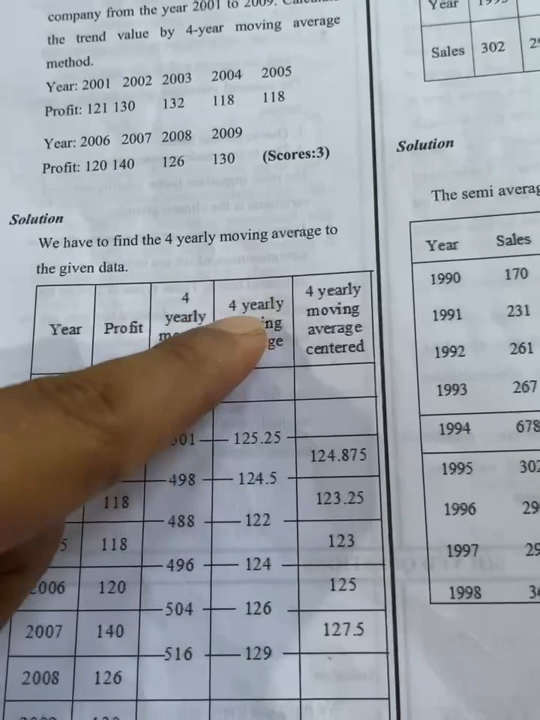 company from the year 2001 to 2009.
the trend value by 4-year moving average
method.
Year: 2001 2002 2003 2004 2005
Profit: 121 130 132 118 118
Year: 2006 2007 2008 2009
Profit: 120 140 126 130 (Scores:3)
Solution
We have to find the 4 yearly moving average to
the given data.
Year Profit 4 yearly 4 yearly 4 yearly moving average centered
125.25
124.875
498 124.5
118 123.25
488 122
118 123
496 124
120 125
504 126
2007 140 127.5
516 129
2008 126
Year
Sales 302
Solution
The semi
Year Sales
1990 170
1991 231
1992 261
1993 267
1994 678
1995
1996
1997
1998